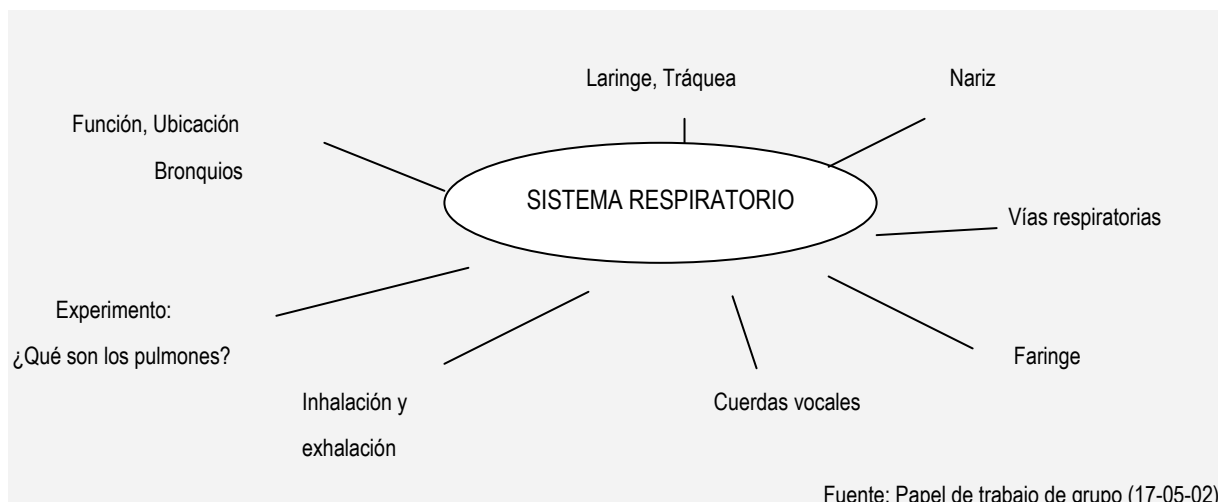 Laringe, Tráquea
Nariz
Función, Ubicación
Bronquios
SISTEMA RESPIRATORIO
Vías respiratorias
Experimento:
¿Qué son los pulmones?
Faringe
Inhalación y
exhalación
Cuerdas vocales
Fuente: Papel de trabajo de grupo (17-05-02)